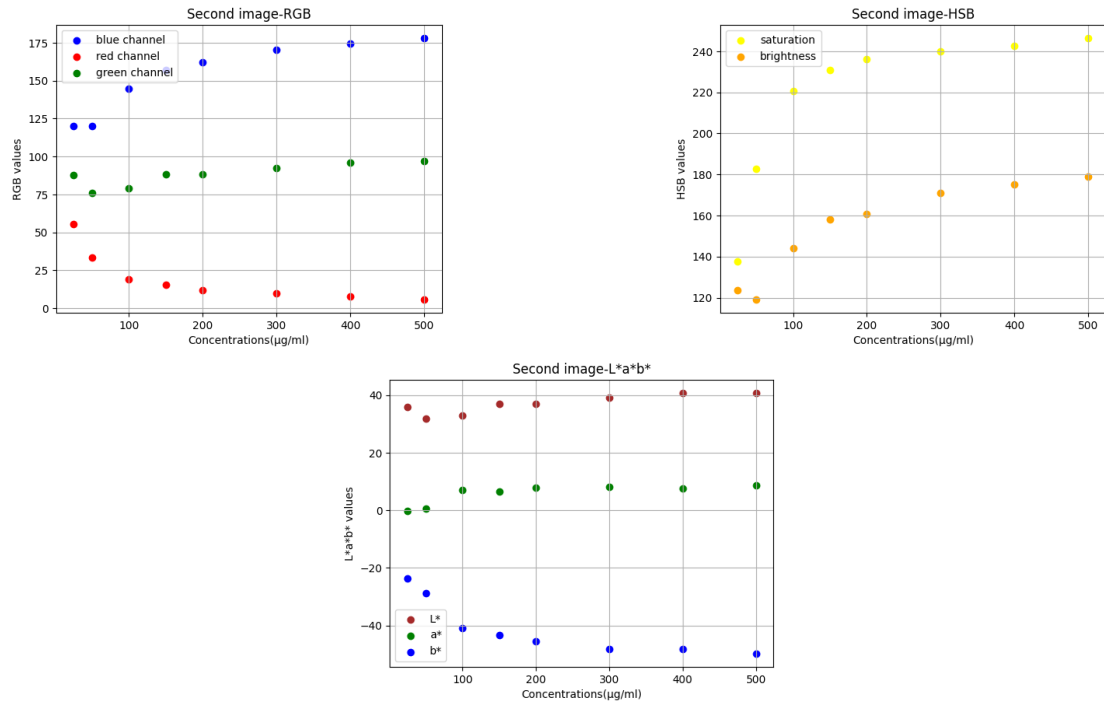 Second image-RGB
blue channel
red channel
green channel
175
150
125
100
75
50
25
0
RGB values
100 200 300 400 500
Concentrations(µg/ml)
Second image-HSB
saturation
brightness
240
220
200
180
160
140
120
HSB values
100 200 300 400 500
Concentrations(µg/ml)
Second image-L*a*b*
40
20
0
−20
−40
L*a*b* values
L*
a*
b*
100 200 300 400 500
Concentrations(µg/ml)